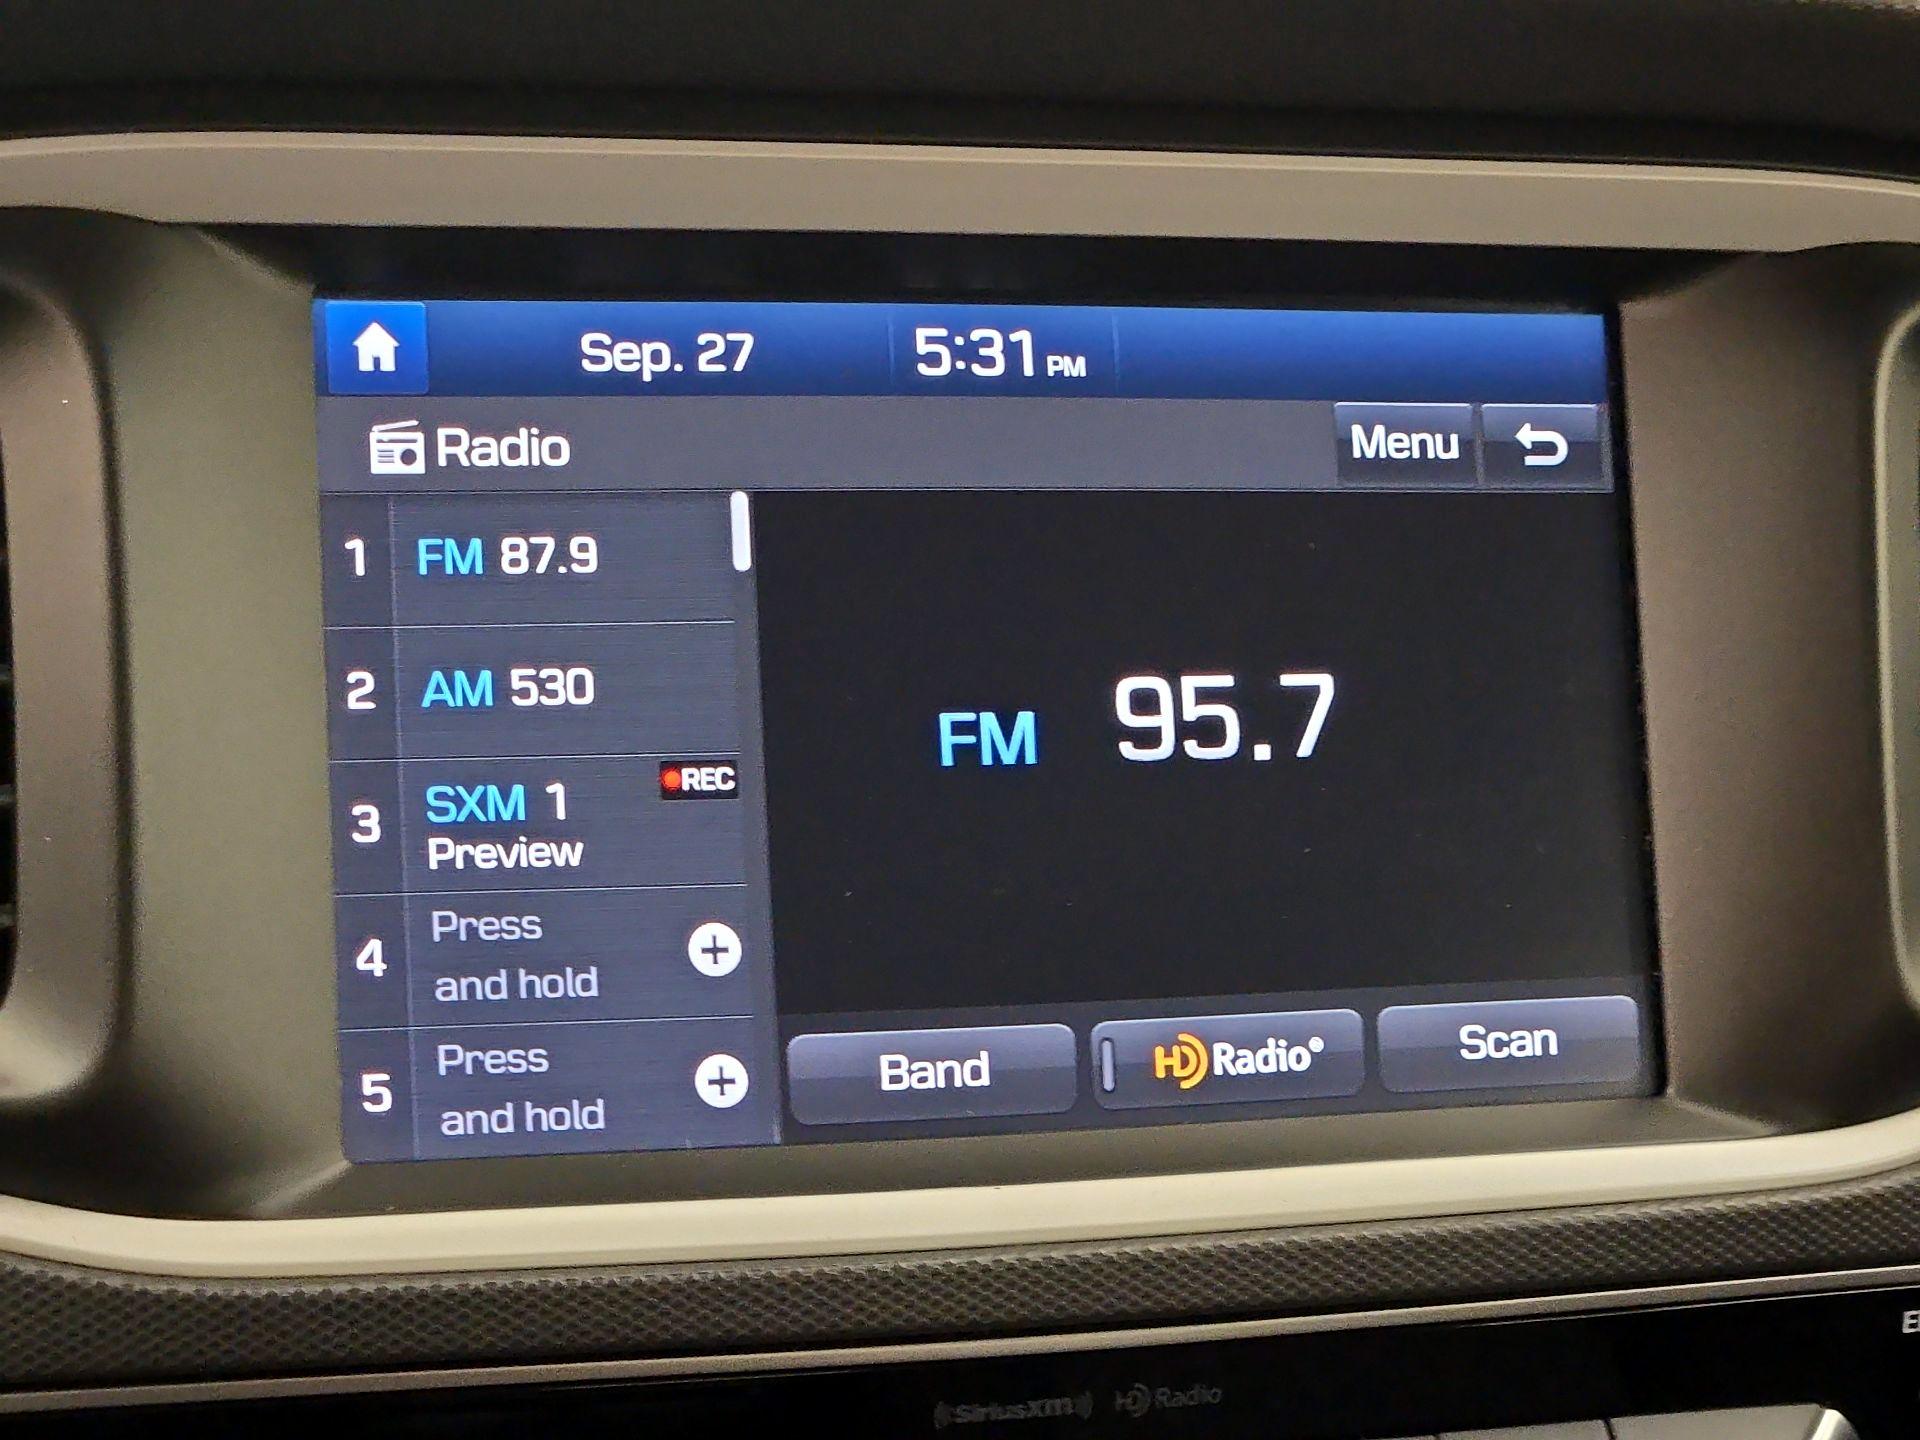 Sep. 27 5:31 PM
Radio Menu
1 FM 87.9
2 AM 530
3 SXM 1 REC
Preview
4 Press
and hold
5 Press
and hold
FM 95.7
Band HD Radio® Scan
SiriusXM HD Radio